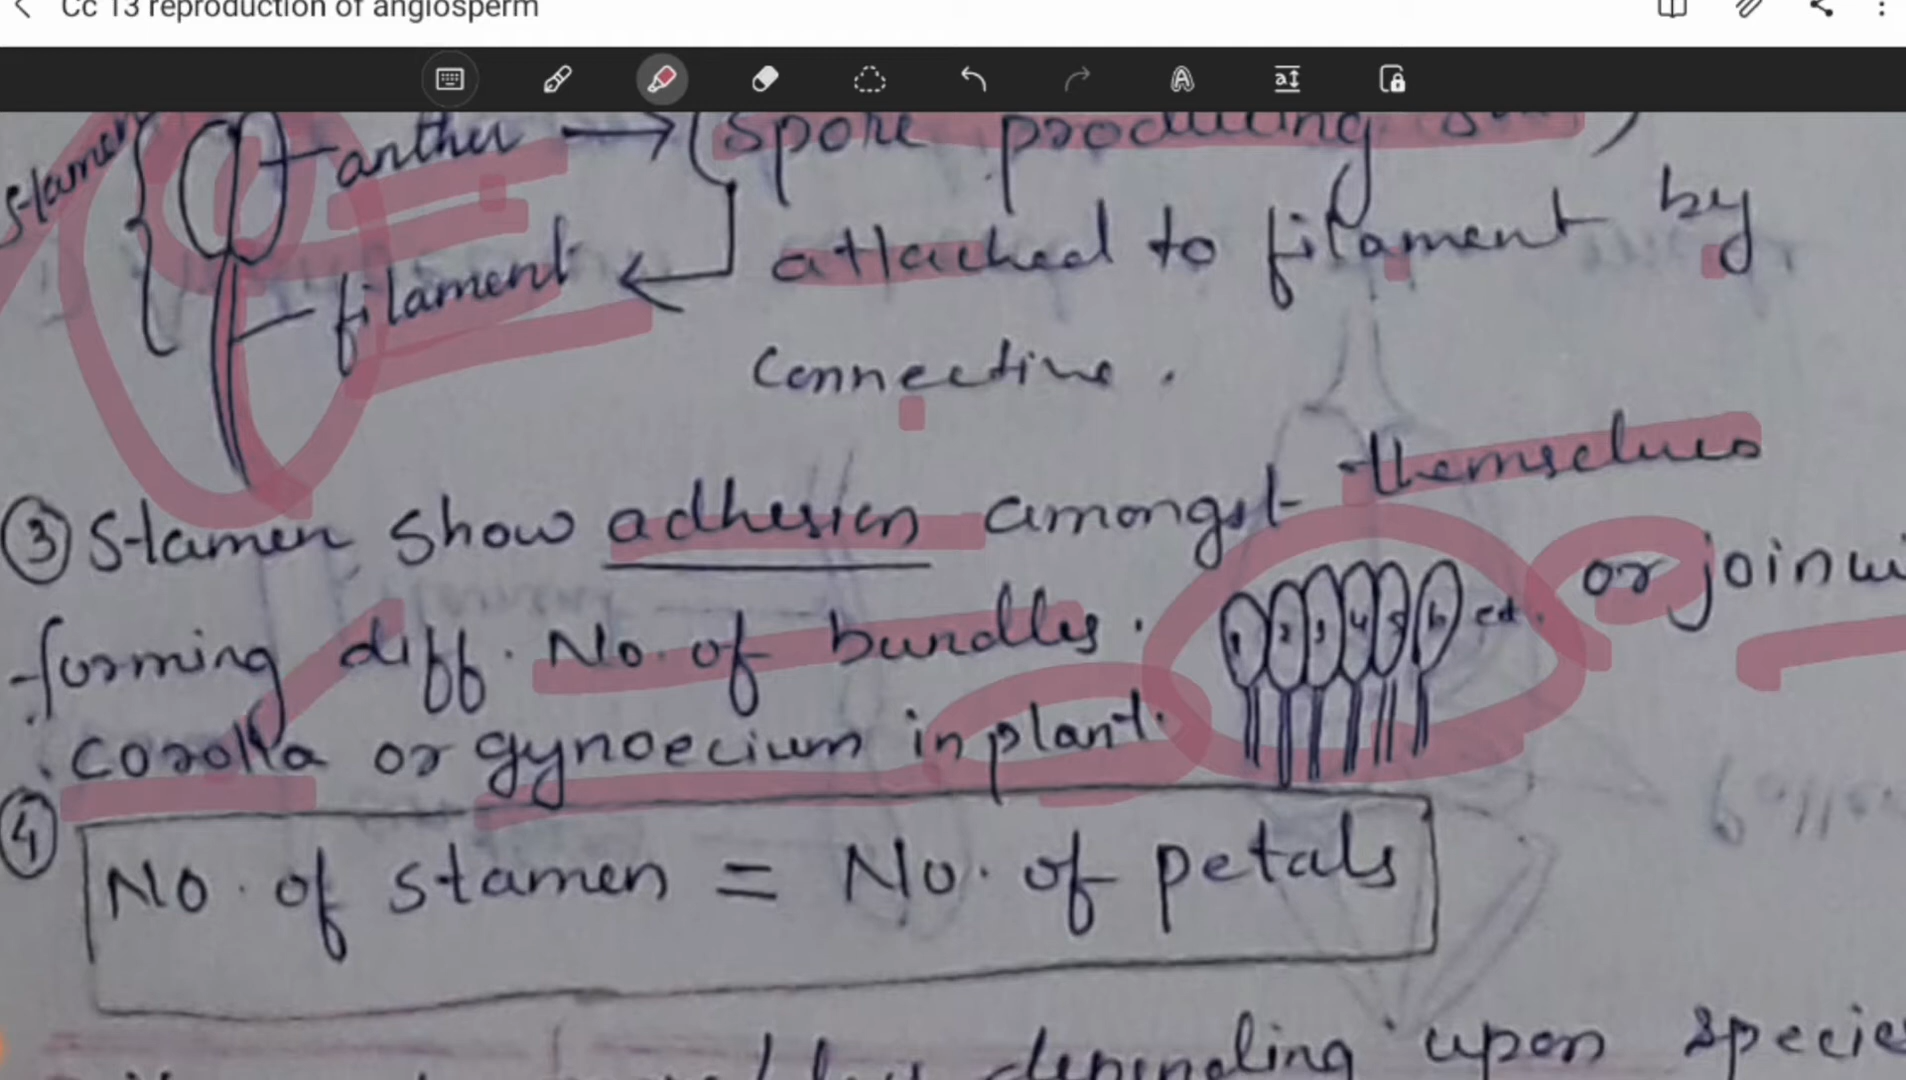 Cc 13 reproduction of angiosperm
stamen anther → (spore producing
filament attached to filament by
connective.
③ Stamen show adhesion amongst themselves
forming diff. No. of bundles. 1 2 3 4 5 6 or join
corolla or gynoecium in plant.
④ No. of stamen = No. of petals
depending upon